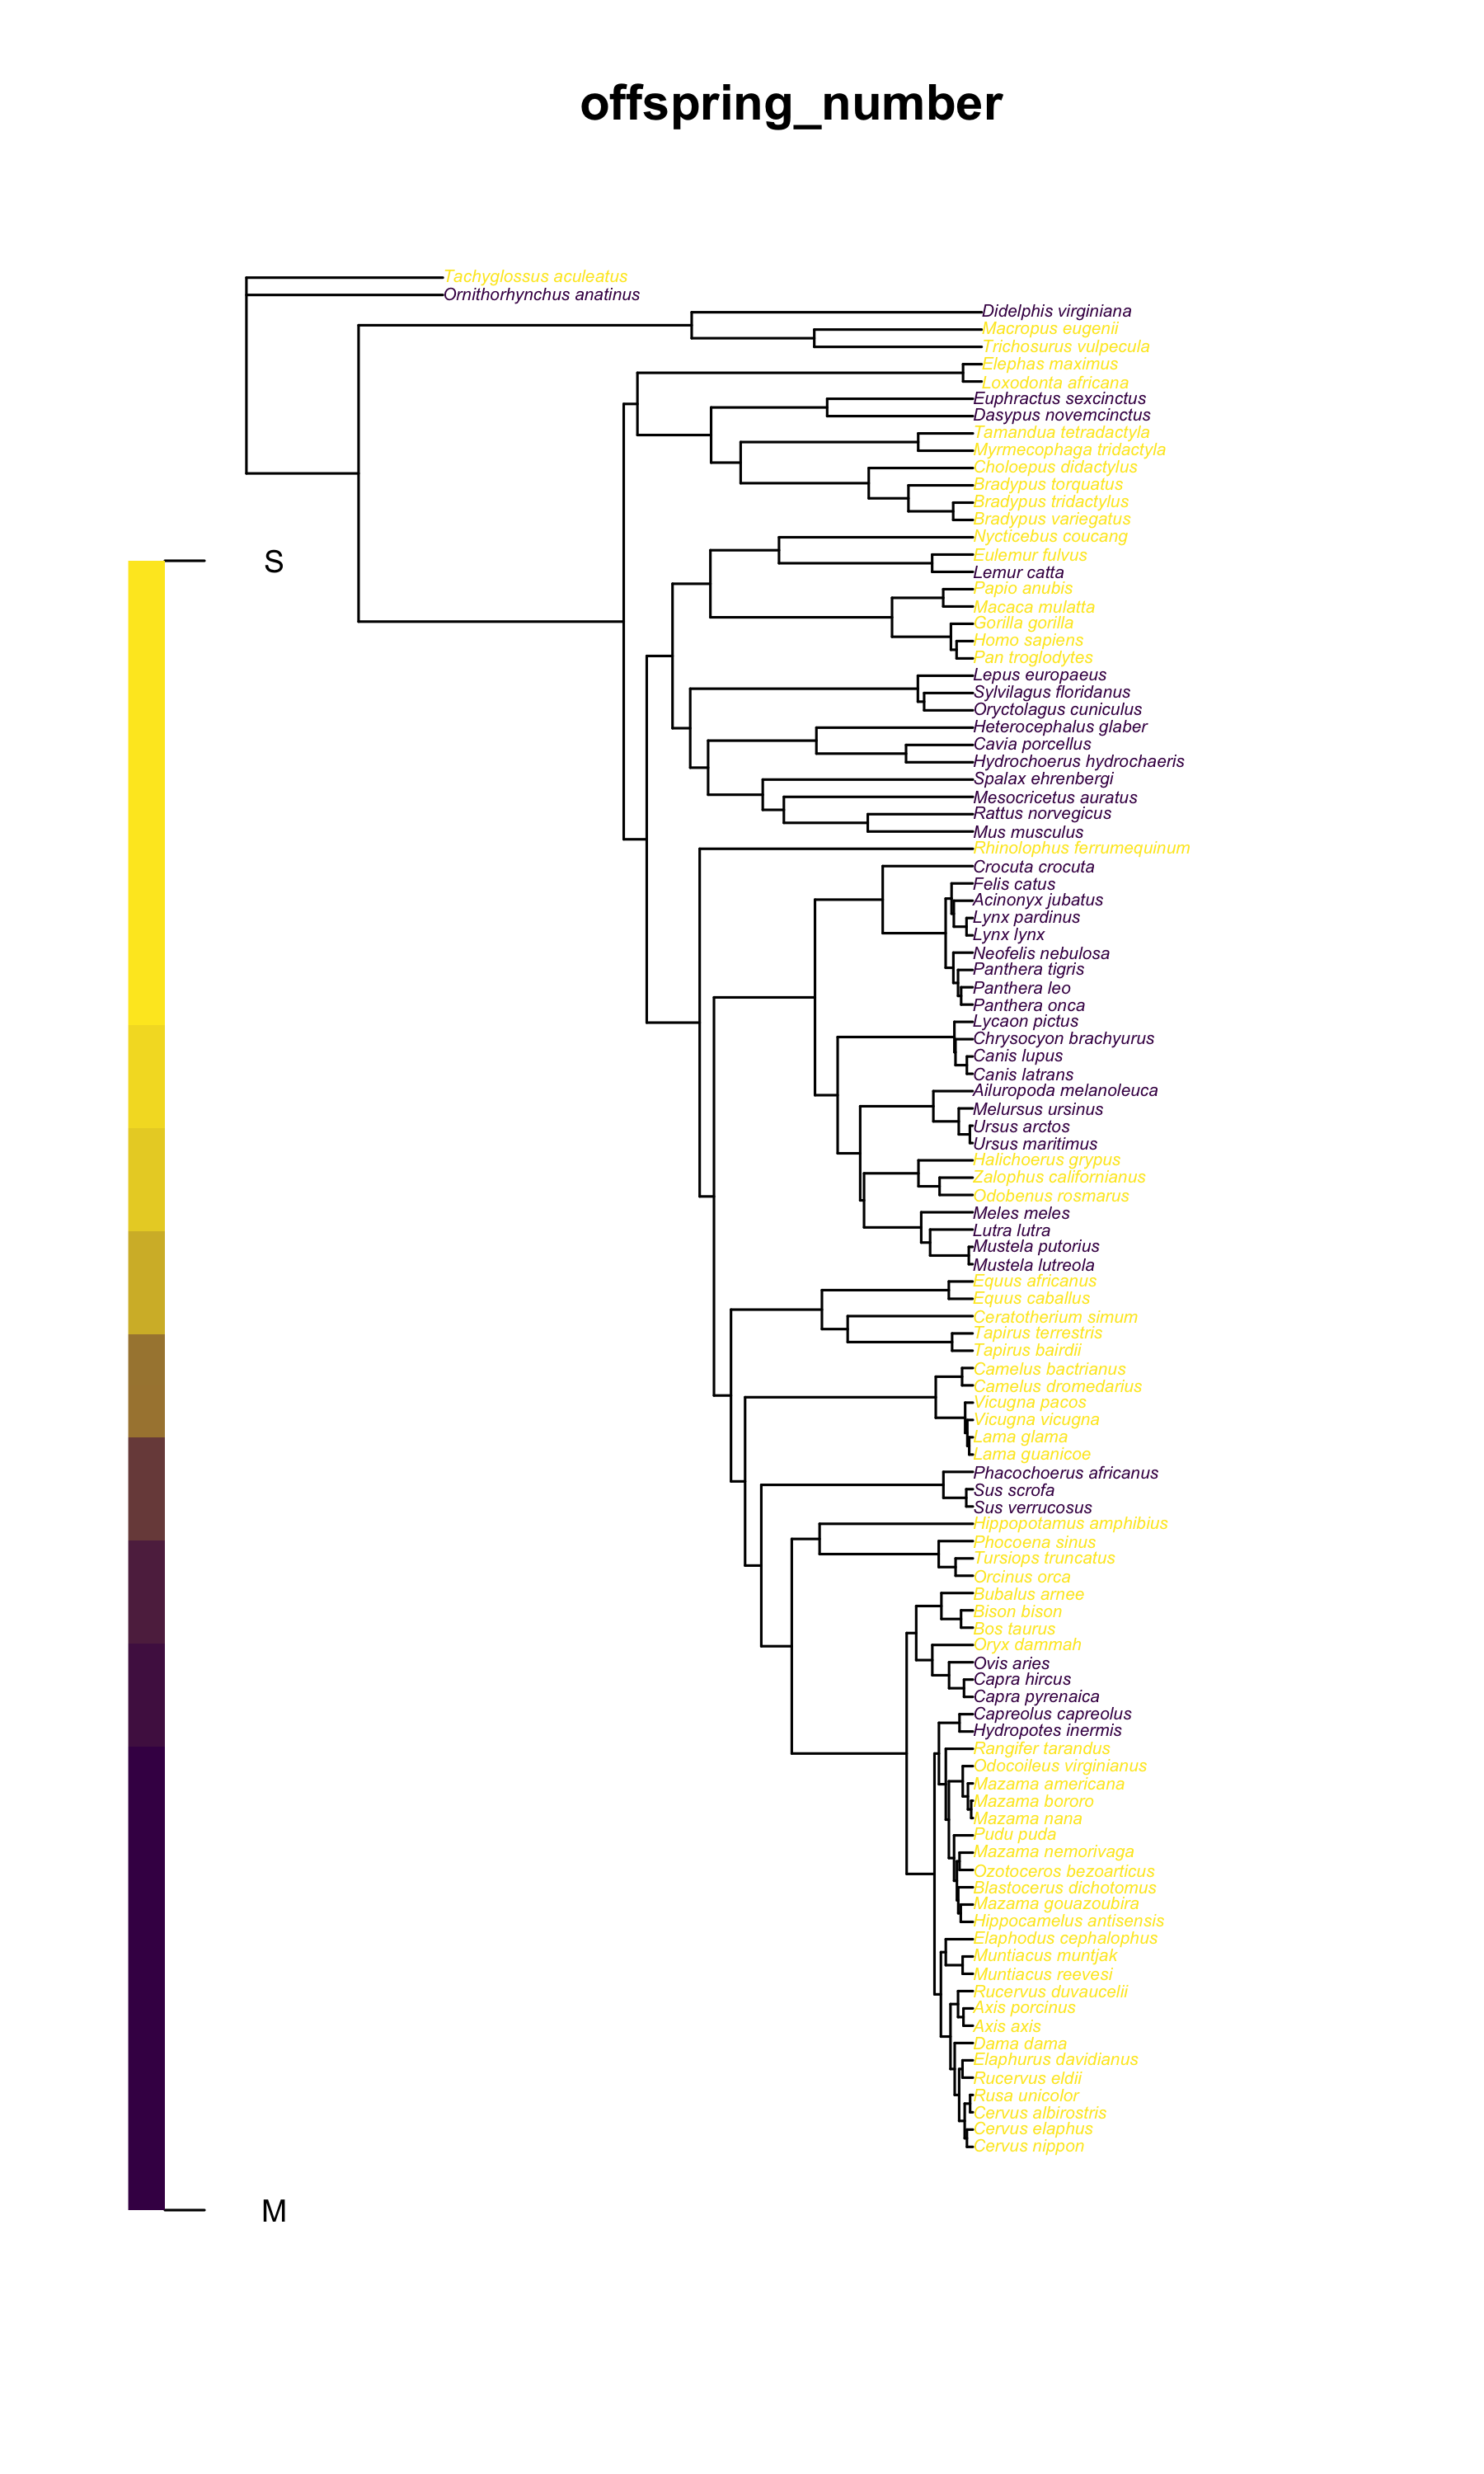 offspring_number
Tachyglossus aculeatus
Ornithorhynchus anatinus
Didelphis virginiana
Macropus eugenii
Trichosurus vulpecula
Elephas maximus
Loxodonta africana
Euphractus sexcinctus
Dasypus novemcinctus
Tamandua tetradactyla
Myrmecophaga tridactyla
Choloepus didactylus
Bradypus torquatus
Bradypus tridactylus
Bradypus variegatus
Nycticebus coucang
Eulemur fulvus
S
Lemur catta
Papio anubis
Macaca mulatta
Gorilla gorilla
Homo sapiens
Pan troglodytes
Lepus europaeus
Sylvilagus floridanus
Oryctolagus cuniculus
Heterocephalus glaber
Cavia porcellus
Hydrochoerus hydrochaeris
Spalax ehrenbergi
Mesocricetus auratus
Rattus norvegicus
Mus musculus
Rhinolophus ferrumequinum
Crocuta crocuta
Felis catus
Acinonyx jubatus
Lynx pardinus
Lynx lynx
Neofelis nebulosa
Panthera tigris
Panthera leo
Panthera onca
Lycaon pictus
Chrysocyon brachyurus
Canis lupus
Canis latrans
Ailuropoda melanoleuca
Melursus ursinus
Ursus arctos
Ursus maritimus
Halichoerus grypus
Zalophus californianus
Odobenus rosmarus
Meles meles
Lutra lutra
Mustela putorius
Mustela lutreola
Equus africanus
Equus caballus
Ceratotherium simum
Tapirus terrestris
Tapirus bairdii
Camelus bactrianus
Camelus dromedarius
Vicugna pacos
Vicugna vicugna
Lama glama
Lama guanicoe
Phacochoerus africanus
Sus scrofa
Sus verrucosus
Hippopotamus amphibius
Phocoena sinus
Tursiops truncatus
Orcinus orca
Bubalus arnee
Bison bison
Bos taurus
Oryx dammah
Ovis aries
Capra hircus
Capra pyrenaica
Capreolus capreolus
Hydropotes inermis
Rangifer tarandus
Odocoileus virginianus
Mazama americana
Mazama bororo
Mazama nana
Pudu puda
Mazama nemorivaga
Ozotoceros bezoarticus
Blastocerus dichotomus
Mazama gouazoubira
Hippocamelus antisensis
Elaphodus cephalophus
Muntiacus muntjak
Muntiacus reevesi
Rucervus duvaucelii
Axis porcinus
Axis axis
Dama dama
Elaphurus davidianus
Rucervus eldii
Rusa unicolor
Cervus albirostris
Cervus elaphus
Cervus nippon
M